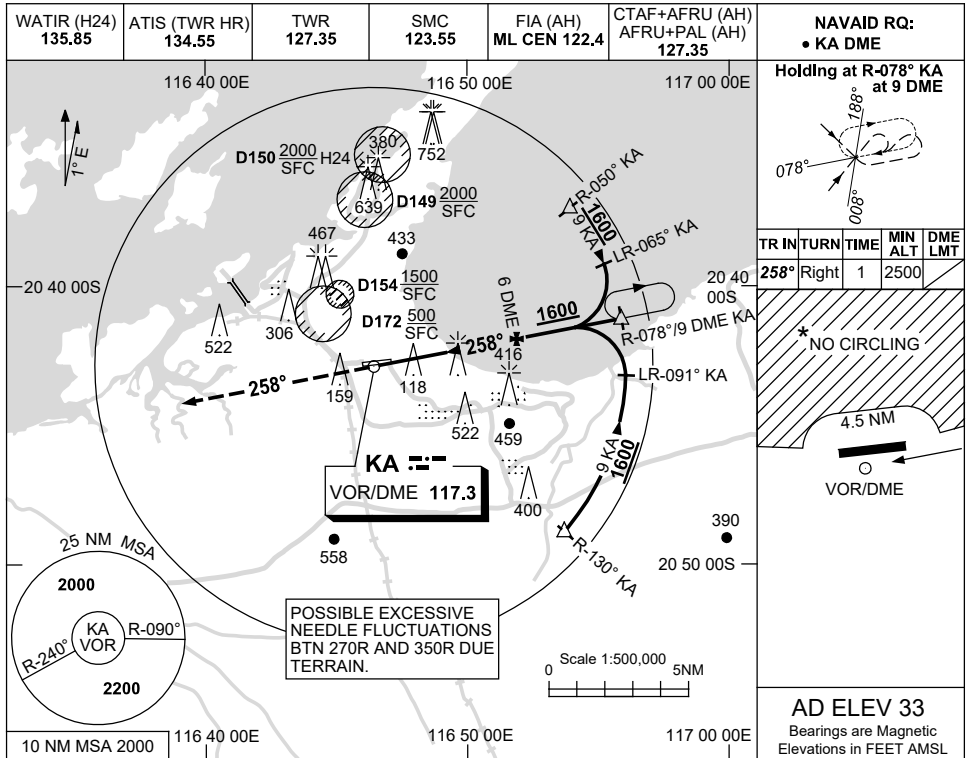 WATIR (H24)
135.85
ATIS (TWR HR)
134.55
TWR
127.35
SMC
123.55
FIA (AH)
ML CEN 122.4
CTAF+AFRU (AH)
AFRU+PAL (AH)
127.35
NAVAID RQ:
• KA DME
116 40 00E
116 50 00E
117 00 00E
Holding at R-078° KA
at 9 DME
188°
078°
008°
1° E
D150 2000
SFC
H24
380
752
D149 2000
SFC
639
R-050° KA
1600
9 KA
LR-065° KA
TR IN
TURN
TIME
MIN
ALT
DME
LMT
258°
Right
1
2500
467
433
20 40 00S
20 40
00S
D154 1500
SFC
306
D172 500
SFC
522
6 DME
1600
R-078°/9 DME KA
258°
416
* NO CIRCLING
258°
159
118
LR-091° KA
522
459
4.5 NM
VOR/DME
9 KA
1600
KA
VOR/DME 117.3
400
R-130° KA
558
390
20 50 00S
25 NM MSA
2000
KA
VOR
R-090°
R-240°
2200
POSSIBLE EXCESSIVE
NEEDLE FLUCTUATIONS
BTN 270R AND 350R DUE
TERRAIN.
Scale 1:500,000
0
5NM
10 NM MSA 2000
116 40 00E
116 50 00E
117 00 00E
AD ELEV 33
Bearings are Magnetic
Elevations in FEET AMSL